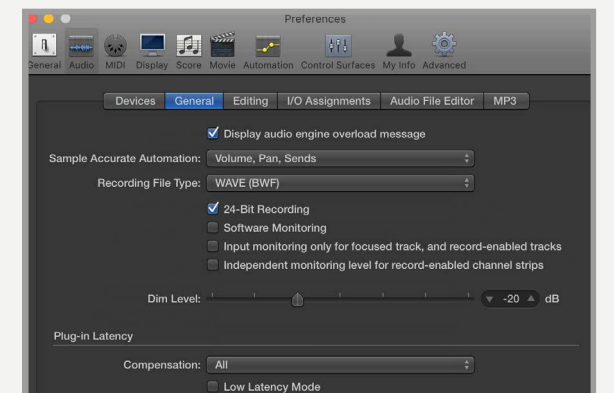 Preferences
General Audio MIDI Display Score Movie Automation Control Surfaces My Info Advanced
Devices General Editing I/O Assignments Audio File Editor MP3
Display audio engine overload message
Sample Accurate Automation: Volume, Pan, Sends
Recording File Type: WAVE (BWF)
24-Bit Recording
Software Monitoring
Input monitoring only for focused track, and record-enabled tracks
Independent monitoring level for record-enabled channel strips
Dim Level: -20 dB
Plug-in Latency
Compensation: All
Low Latency Mode